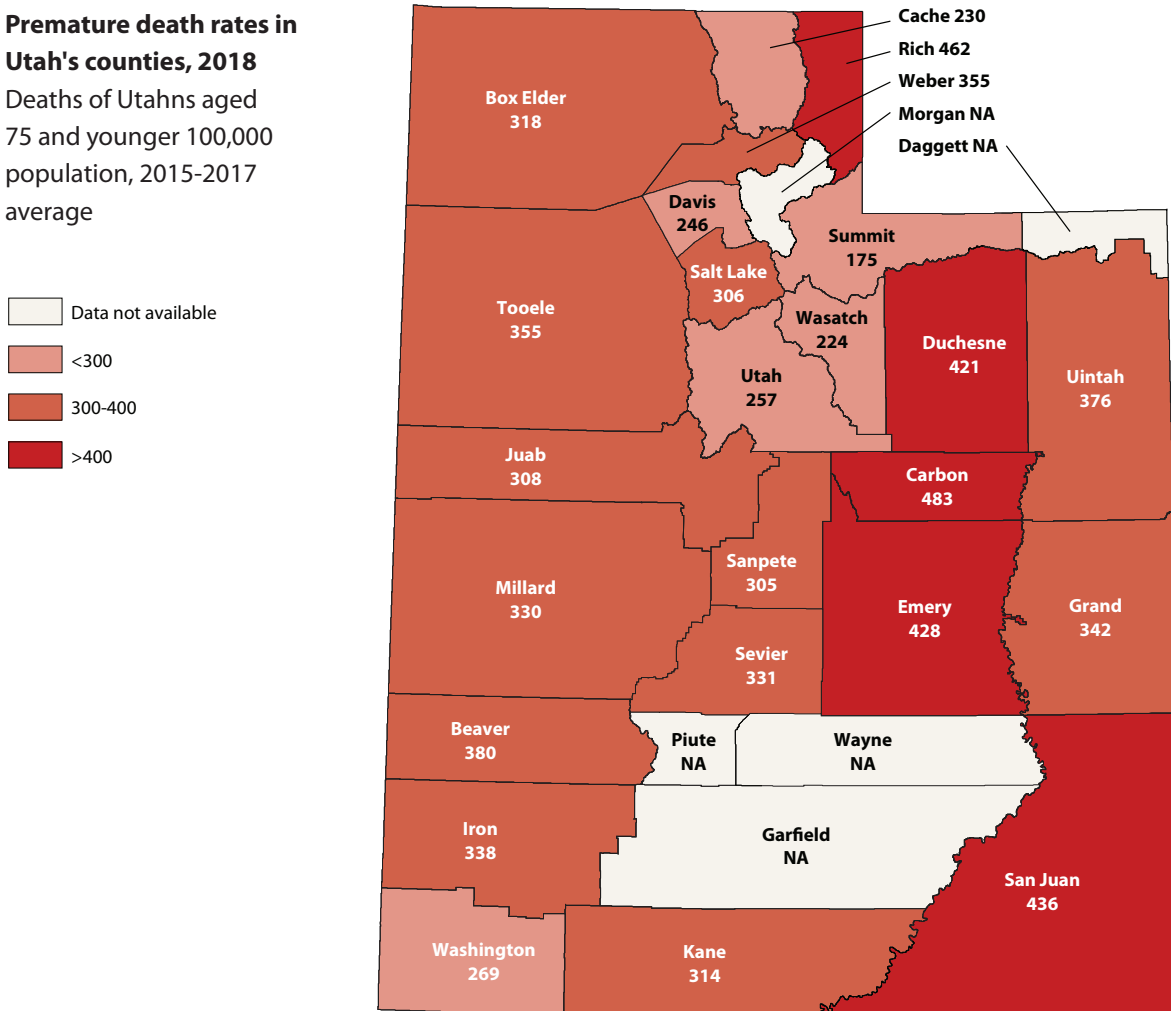 Premature death rates in
Utah's counties, 2018
Deaths of Utahns aged
75 and younger 100,000
population, 2015-2017
average
Data not available
<300
300-400
>400
Cache 230
Rich 462
Weber 355
Morgan NA
Daggett NA
Box Elder
318
Davis
246
Summit
175
Salt Lake
306
Tooele
355
Wasatch
224
Duchesne
421
Uintah
376
Utah
257
Juab
308
Carbon
483
Sanpete
305
Millard
330
Emery
428
Grand
342
Sevier
331
Beaver
380
Piute
NA
Wayne
NA
Iron
338
Garfield
NA
San Juan
436
Washington
269
Kane
314